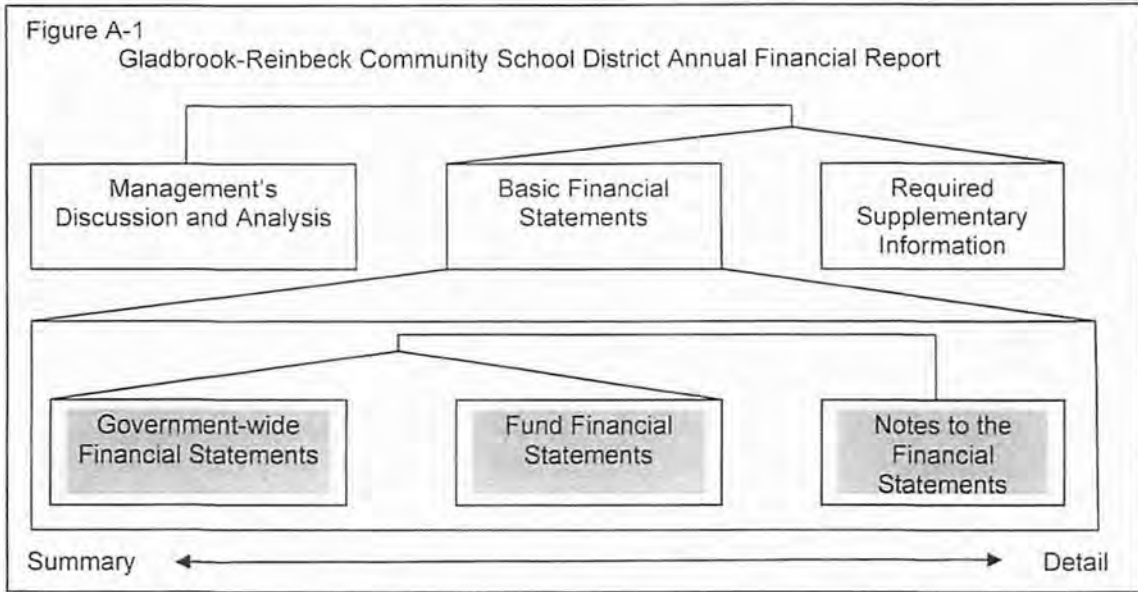 Figure A-1
Gladbrook-Reinbeck Community School District Annual Financial Report
Management's
Discussion and Analysis
Basic Financial
Statements
Required
Supplementary
Information
Government-wide
Financial Statements
Fund Financial
Statements
Notes to the
Financial
Statements
Summary
Detail